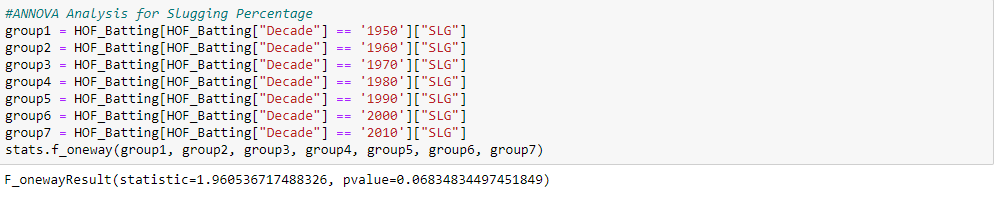 #ANNOVA Analysis for Slugging Percentage
group1 = HOF_Batting[HOF_Batting["Decade"] == '1950']["SLG"]
group2 = HOF_Batting[HOF_Batting["Decade"] == '1960']["SLG"]
group3 = HOF_Batting[HOF_Batting["Decade"] == '1970']["SLG"]
group4 = HOF_Batting[HOF_Batting["Decade"] == '1980']["SLG"]
group5 = HOF_Batting[HOF_Batting["Decade"] == '1990']["SLG"]
group6 = HOF_Batting[HOF_Batting["Decade"] == '2000']["SLG"]
group7 = HOF_Batting[HOF_Batting["Decade"] == '2010']["SLG"]
stats.f_oneway(group1, group2, group3, group4, group5, group6, group7)
F_onewayResult(statistic=1.960536717488326, pvalue=0.06834834497451849)